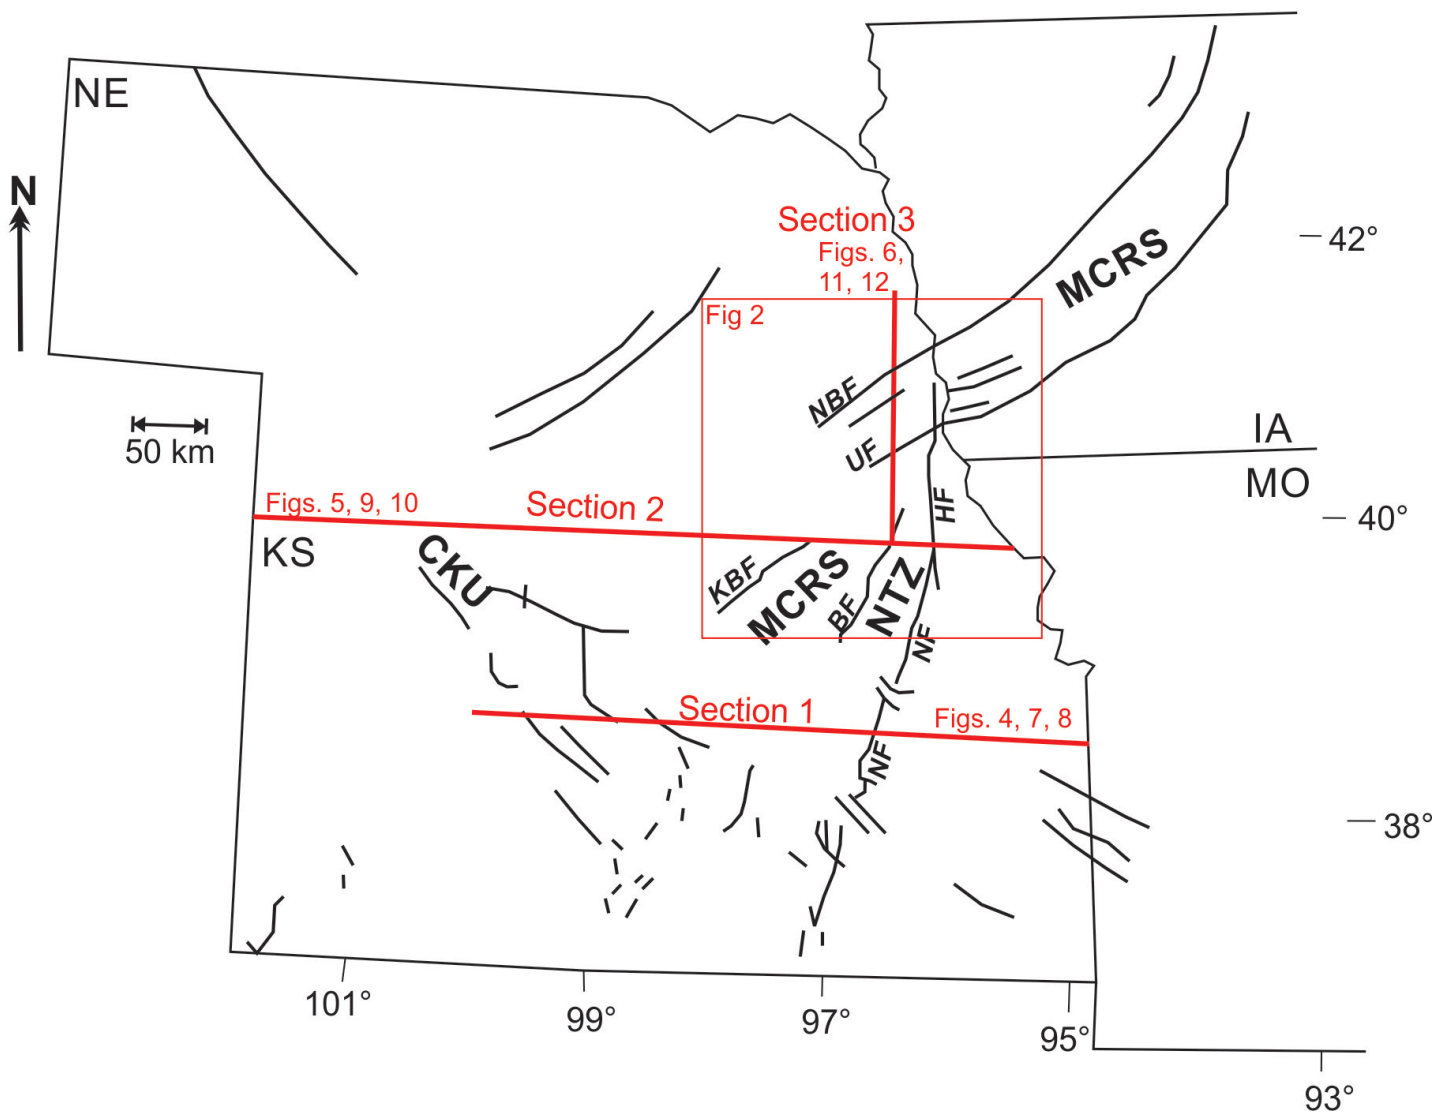 NE
N
Section 3
Figs. 6,
11, 12
42°
MCRS
Fig 2
NBF
50 km
UF
IA
MO
HF
Figs. 5, 9, 10
Section 2
40°
KS
CKU
KBF
MCRS
BF
NTZ
NF
Section 1
Figs. 4, 7, 8
NF
38°
101°
99°
97°
95°
93°